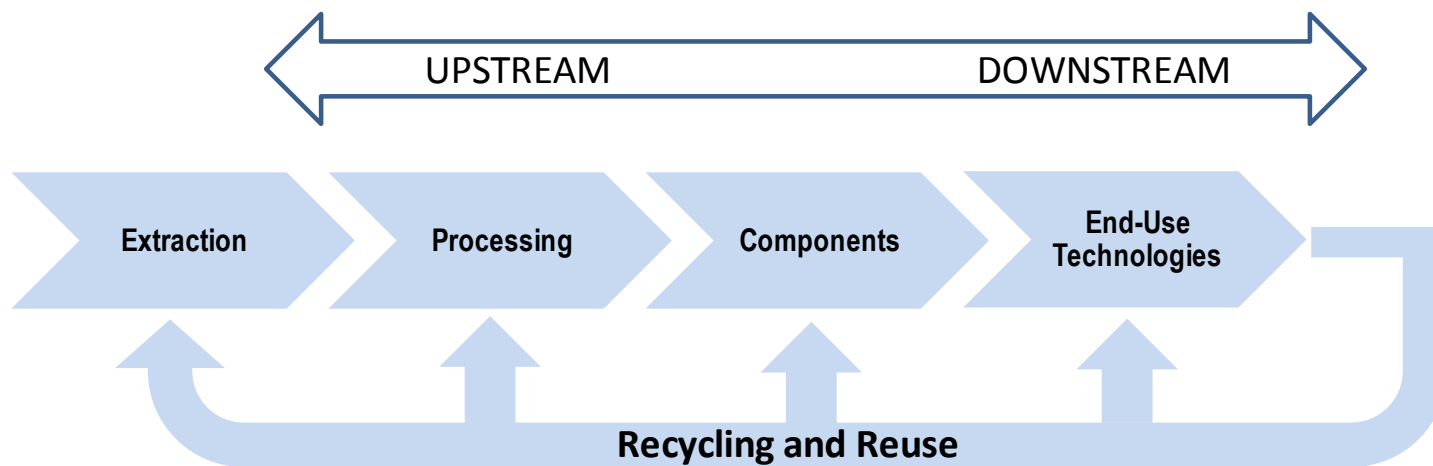 UPSTREAM DOWNSTREAM
Extraction
Processing
Components
End-Use
Technologies
Recycling and Reuse